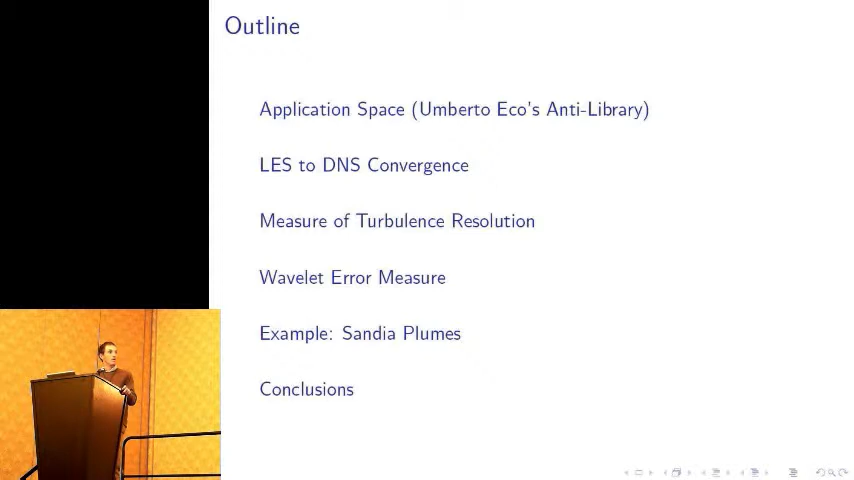 Outline
Application Space (Umberto Eco's Anti-Library)
LES to DNS Convergence
Measure of Turbulence Resolution
Wavelet Error Measure
Example: Sandia Plumes
Conclusions